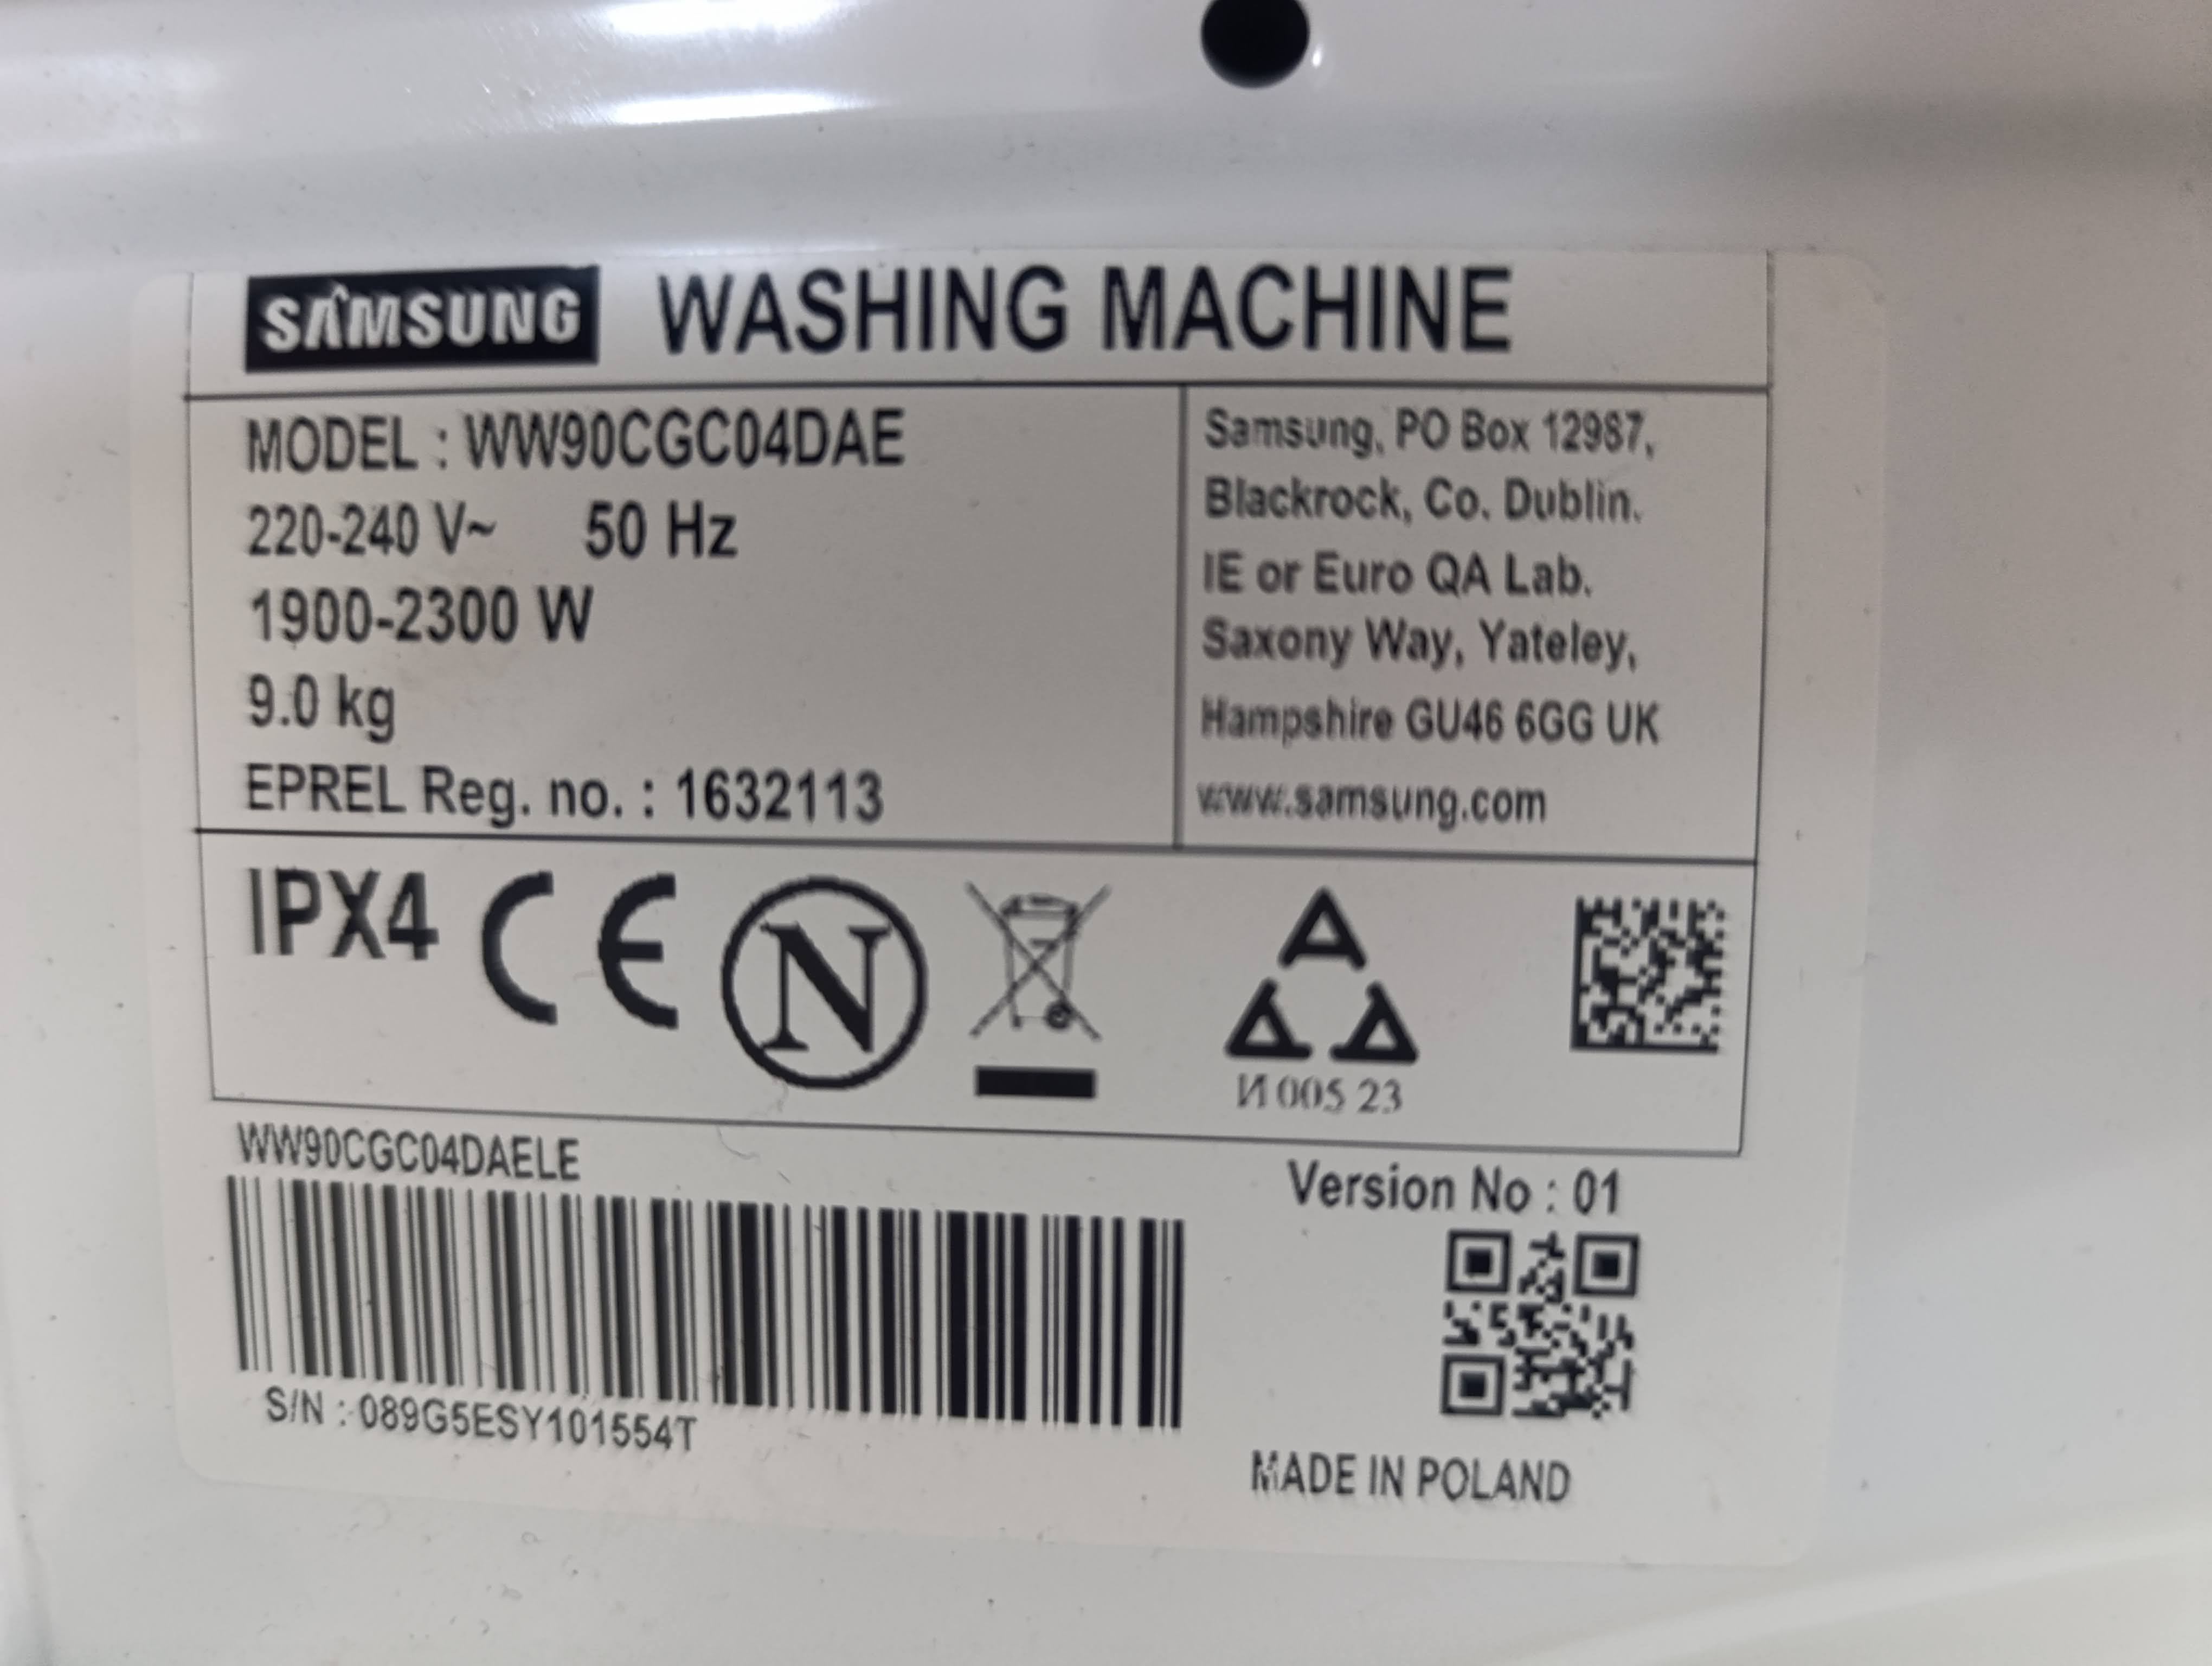 SAMSUNG WASHING MACHINE
MODEL : WW90CGC04DAE
220-240 V~ 50 Hz
1900-2300 W
9.0 kg
EPREL Reg. no. : 1632113
Samsung, PO Box 12987,
Blackrock, Co. Dublin.
IE or Euro QA Lab.
Saxony Way, Yateley,
Hampshire GU46 6GG UK
www.samsung.com
IPX4 CE N
И 005 23
WW90CGC04DAELE
Version No : 01
S/N : 089G5ESY101554T
MADE IN POLAND